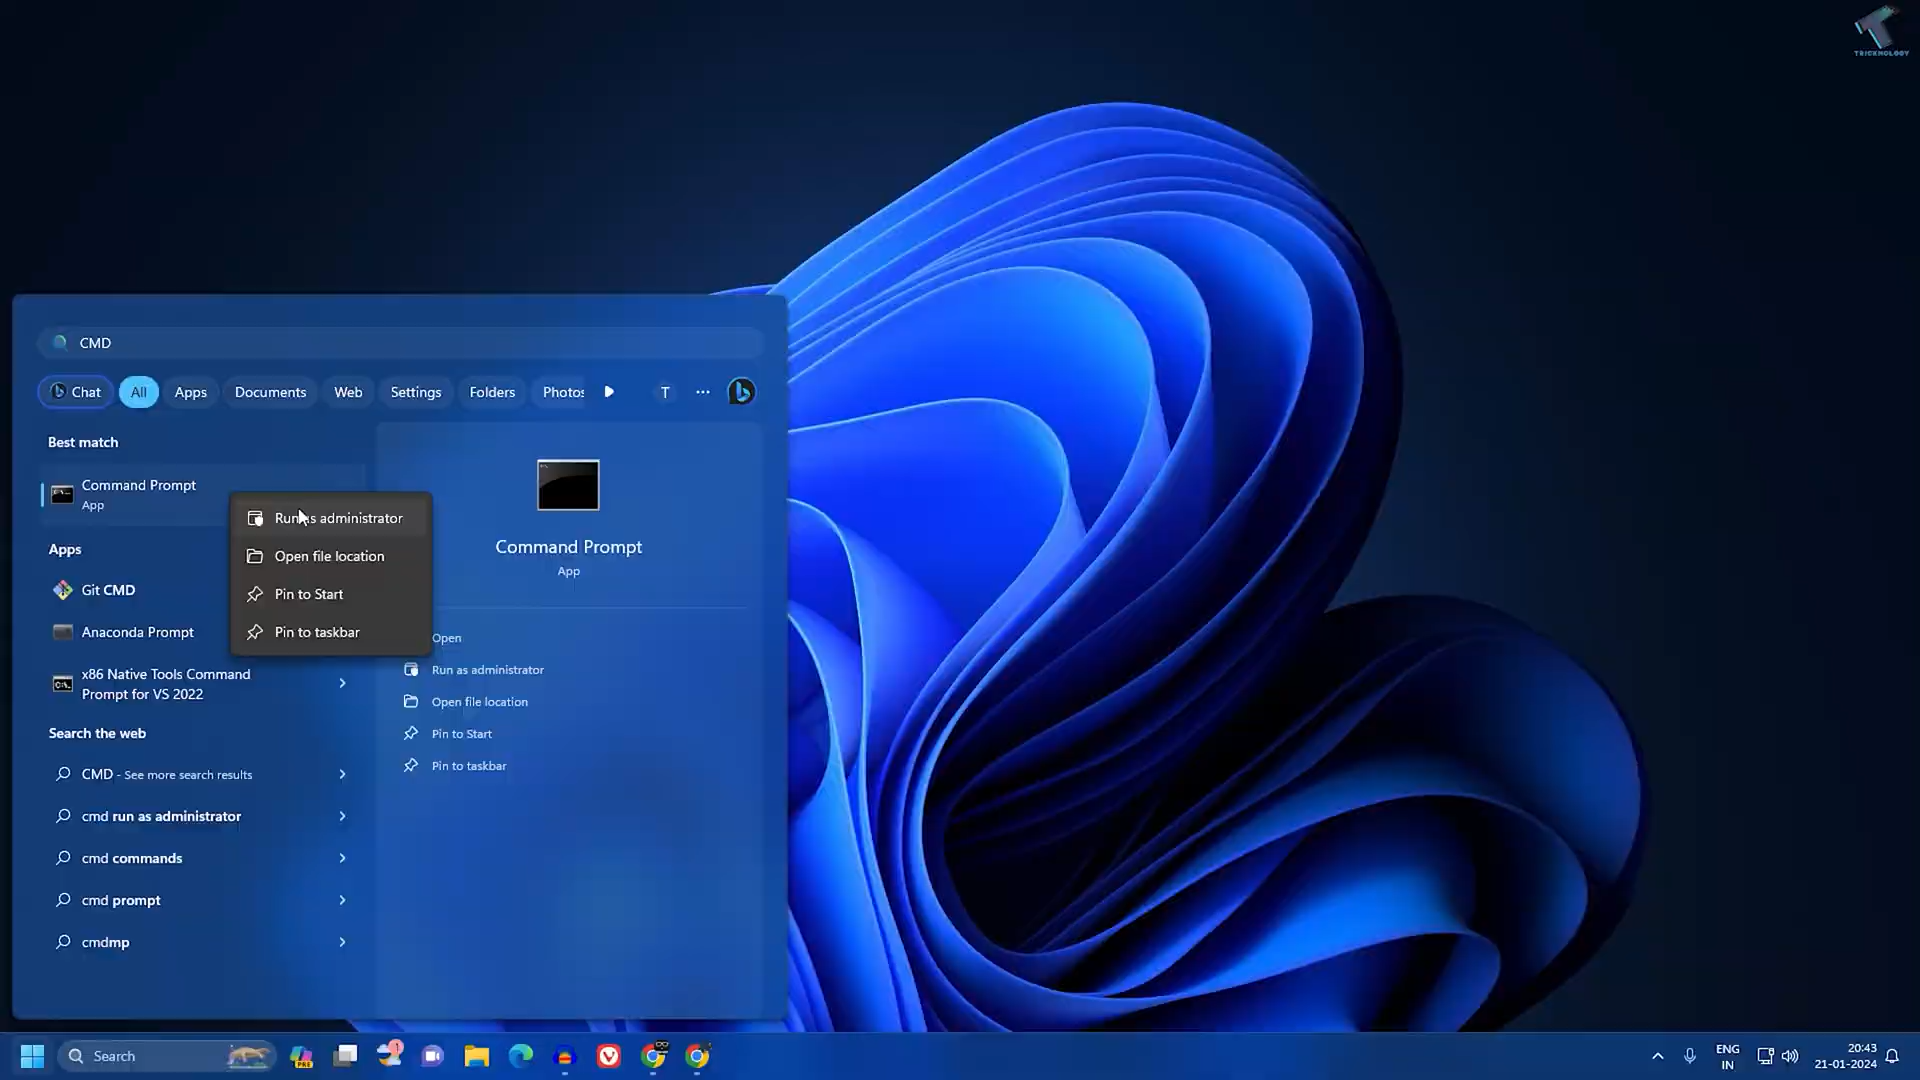 TRICKNOLOGY
CMD
Chat
All
Apps
Documents
Web
Settings
Folders
Photos
T
Best match
Command Prompt
App
Run as administrator
Open file location
Pin to Start
Pin to taskbar
Apps
Git CMD
Anaconda Prompt
x86 Native Tools Command
Prompt for VS 2022
Search the web
CMD - See more search results
cmd run as administrator
cmd commands
cmd prompt
cmdmp
Command Prompt
App
Open
Run as administrator
Open file location
Pin to Start
Pin to taskbar
Search
PRE
1
ENG
IN
20:43
21-01-2024